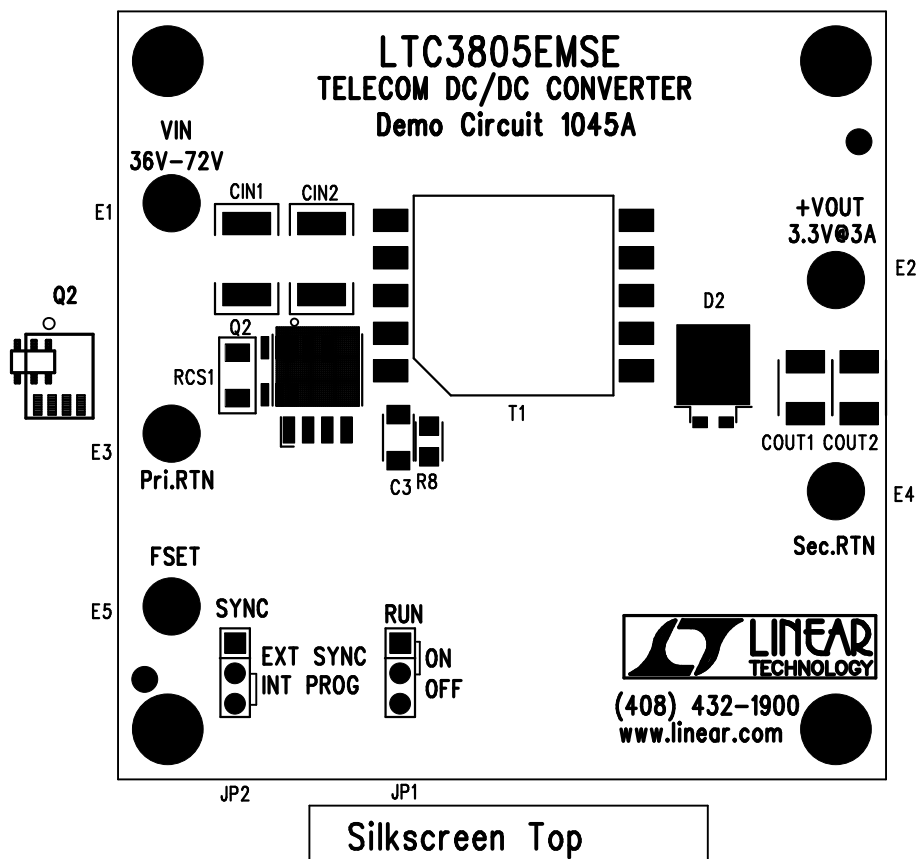 LTC3805EMSE
TELECOM DC/DC CONVERTER
Demo Circuit 1045A
VIN
36V-72V
E1
CIN1
CIN2
+VOUT
3.3V@3A
E2
Q2
Q2
D2
RCS1
T1
COUT1 COUT2
E3
Pri.RTN
C3 R8
E4
Sec.RTN
FSET
E5
SYNC
EXT SYNC
INT PROG
RUN
ON
OFF
LINEAR
TECHNOLOGY
(408) 432-1900
www.linear.com
JP2
JP1
Silkscreen Top